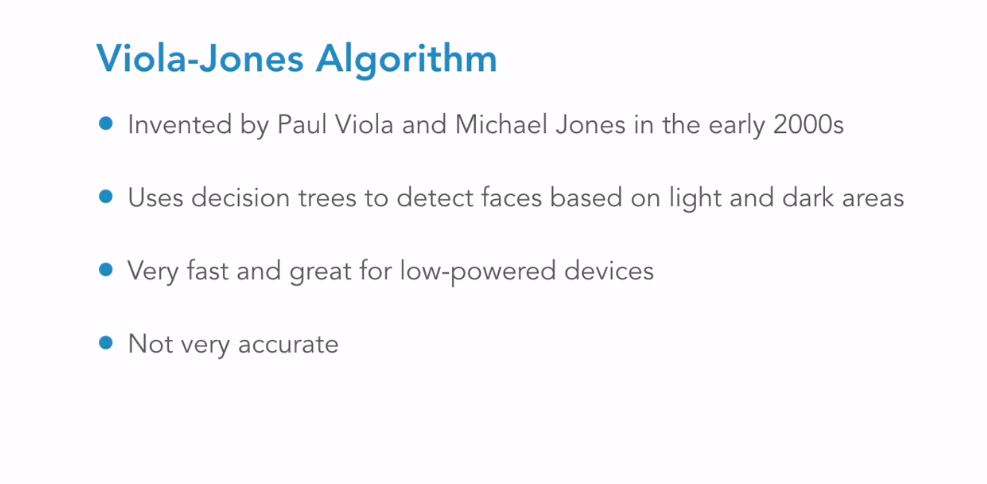 Viola-Jones Algorithm
Invented by Paul Viola and Michael Jones in the early 2000s
Uses decision trees to detect faces based on light and dark areas
Very fast and great for low-powered devices
Not very accurate